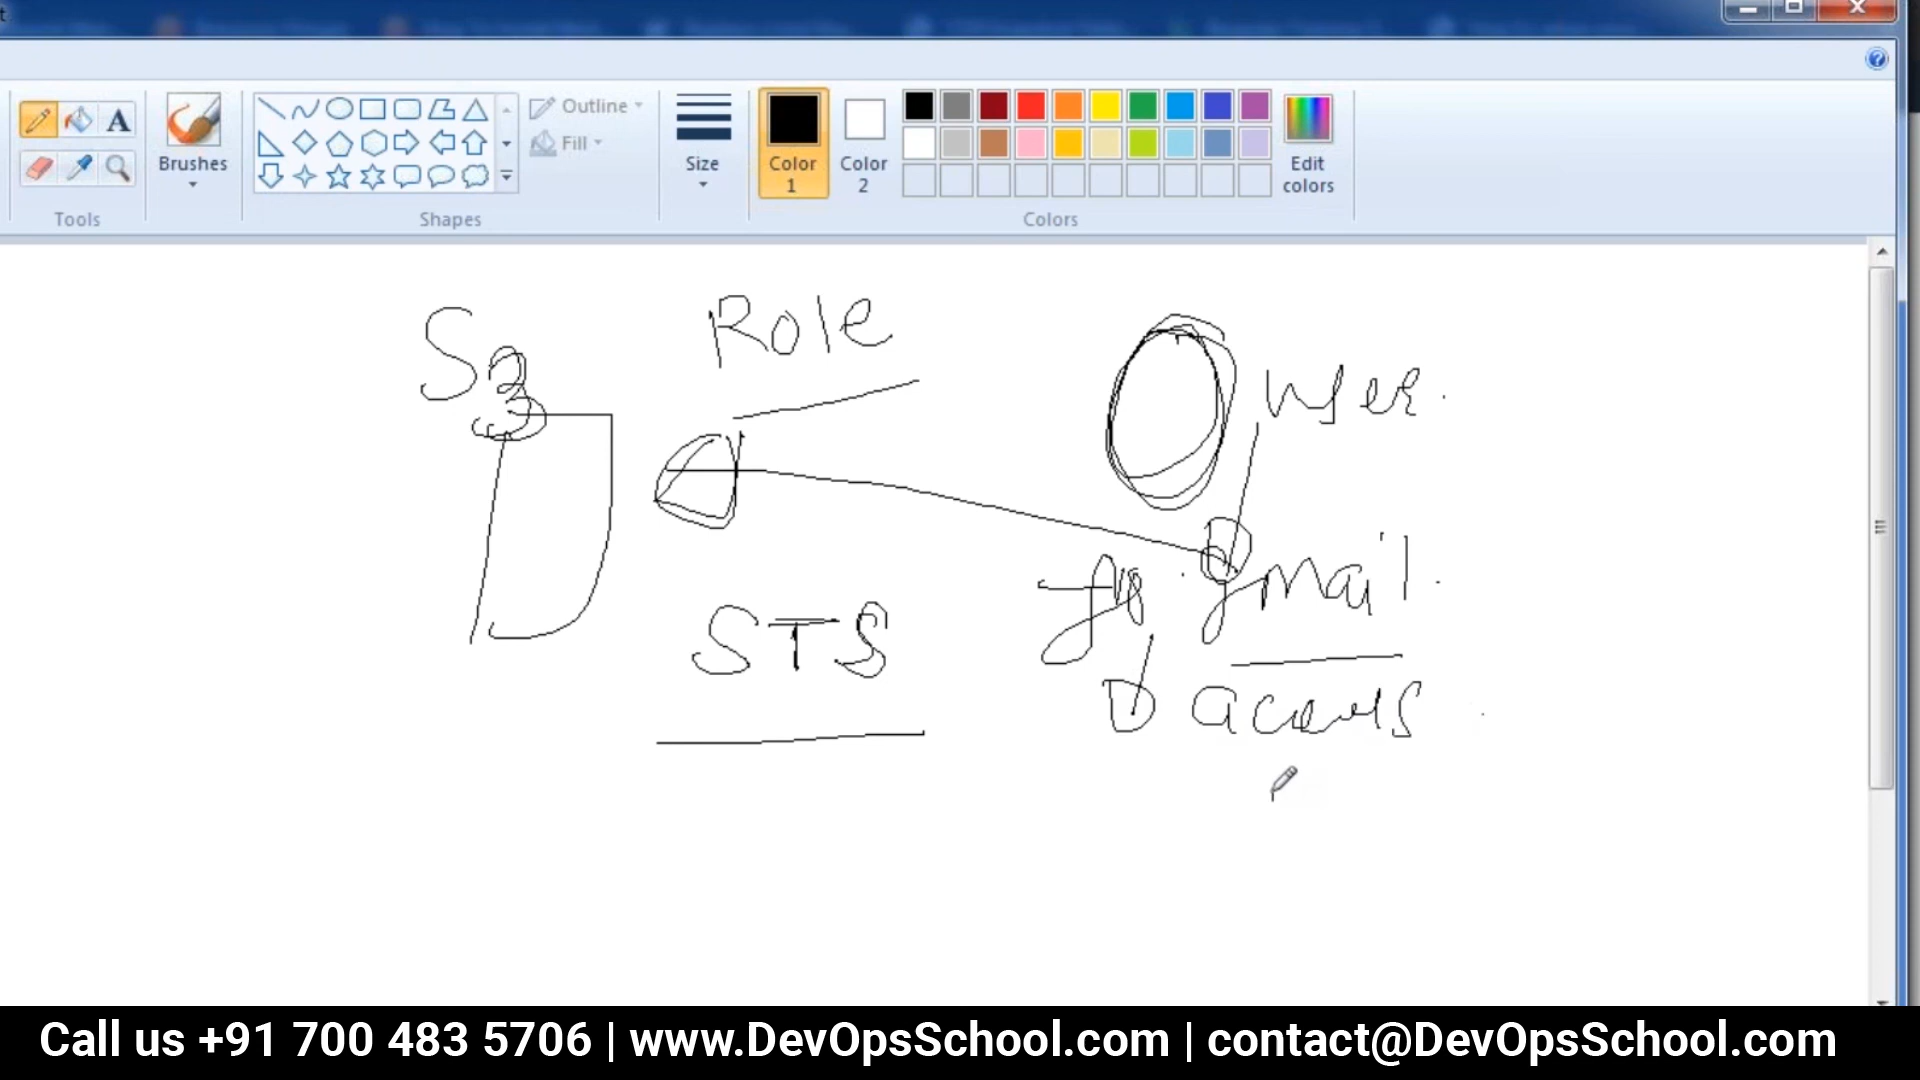 t
Brushes
Outline
Fill
Size
Color 1
Color 2
Edit colors
Tools
Shapes
Colors
S3
Role
User.
Gmail.
STS
Call us +91 700 483 5706 | www.DevOpsSchool.com | contact@DevOpsSchool.com